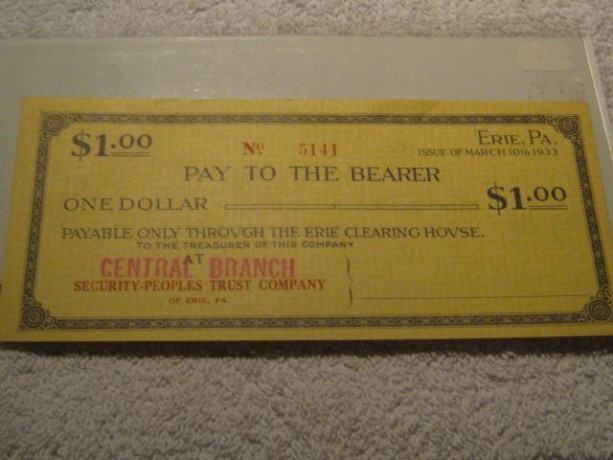 $1.00 Nº 5141 ERIE, PA.
ISSUE OF MARCH 10th 1933
PAY TO THE BEARER
ONE DOLLAR $1.00
PAYABLE ONLY THROVGH THE ERIE CLEARING HOVSE.
TO THE TREASURER OF THIS COMPANY
AT
CENTRAL BRANCH
SECURITY-PEOPLES TRUST COMPANY
OF ERIE, PA.